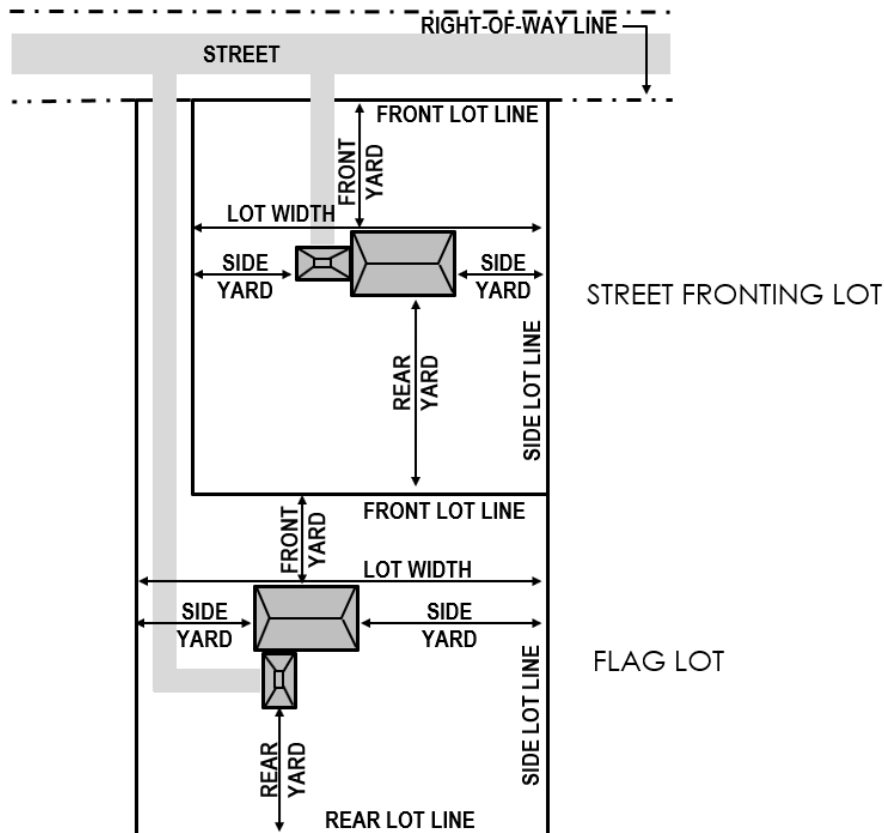 RIGHT-OF-WAY LINE
STREET
FRONT LOT LINE
FRONT
YARD
LOT WIDTH
SIDE
YARD
SIDE
YARD
STREET FRONTING LOT
REAR
YARD
SIDE LOT LINE
FRONT LOT LINE
FRONT
YARD
LOT WIDTH
SIDE
YARD
SIDE
YARD
FLAG LOT
SIDE LOT LINE
REAR
YARD
REAR LOT LINE